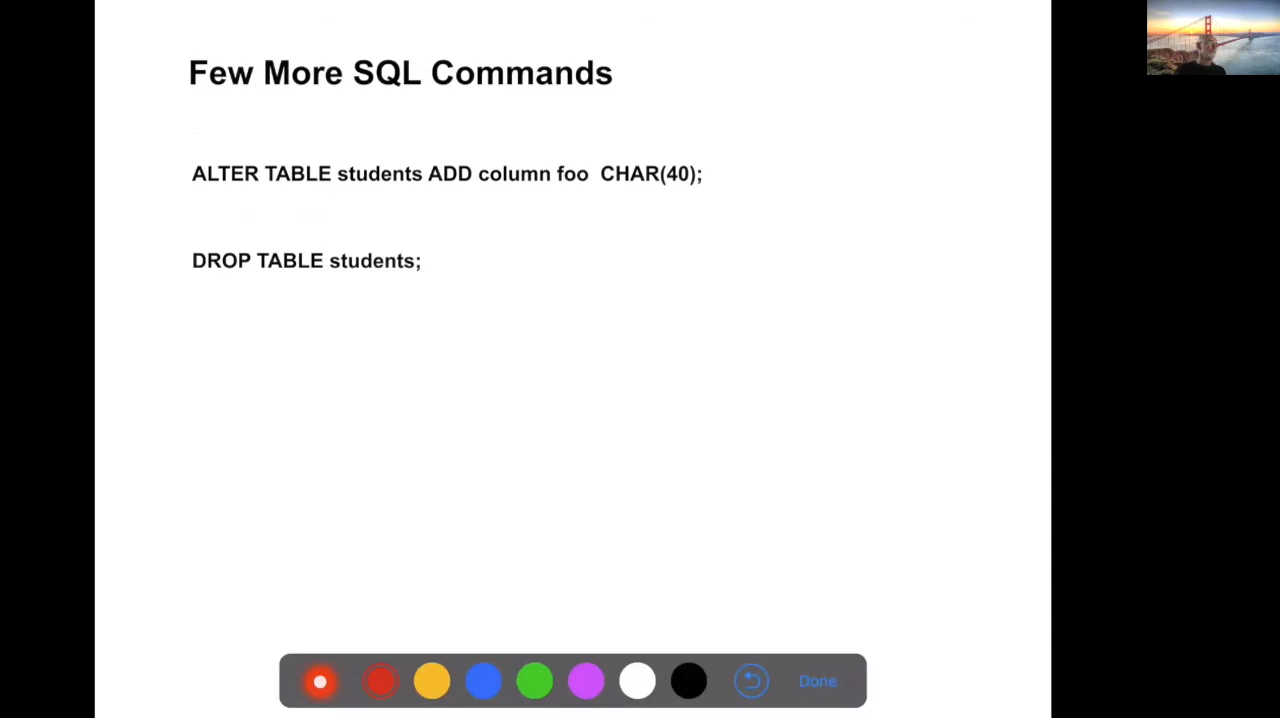 Few More SQL Commands
ALTER TABLE students ADD column foo  CHAR(40);
DROP TABLE students;
Done